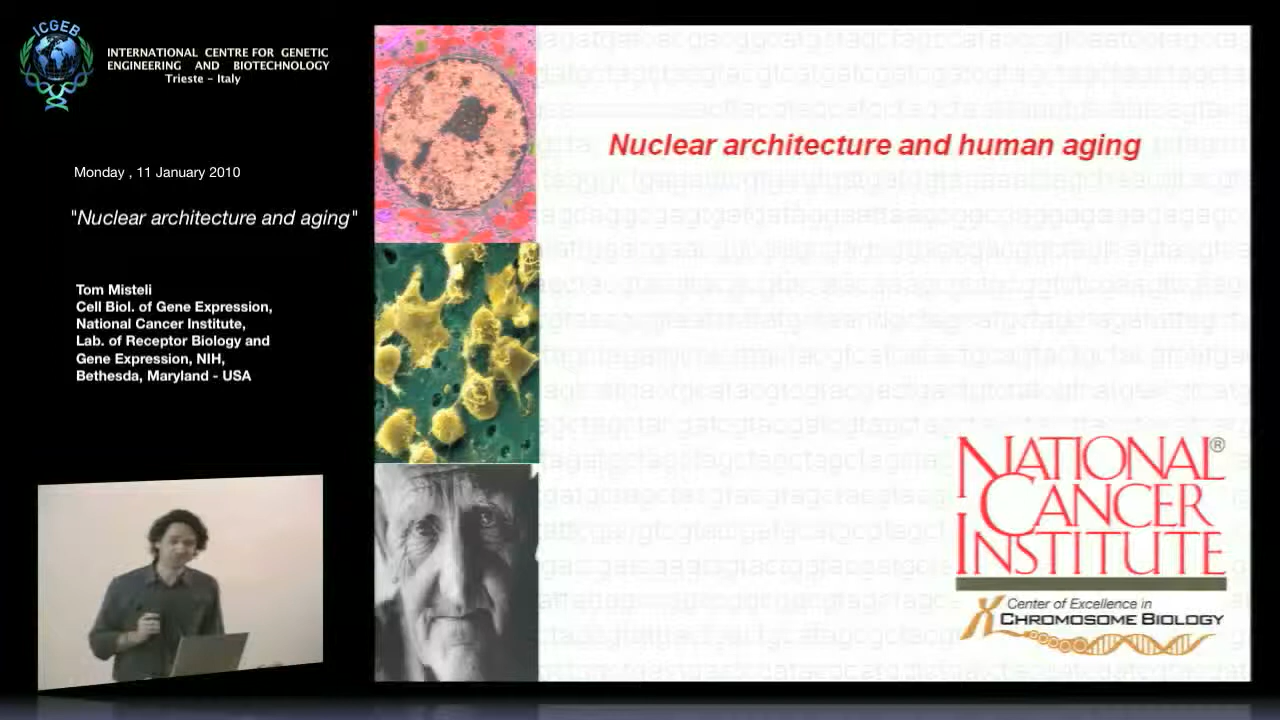 ICGEB
INTERNATIONAL CENTRE FOR GENETIC
ENGINEERING AND BIOTECHNOLOGY
Trieste - Italy
Monday , 11 January 2010
"Nuclear architecture and aging"
Tom Misteli
Cell Biol. of Gene Expression,
National Cancer Institute,
Lab. of Receptor Biology and
Gene Expression, NIH,
Bethesda, Maryland - USA
Nuclear architecture and human aging
NATIONAL®
CANCER
INSTITUTE
Center of Excellence in
CHROMOSOME BIOLOGY